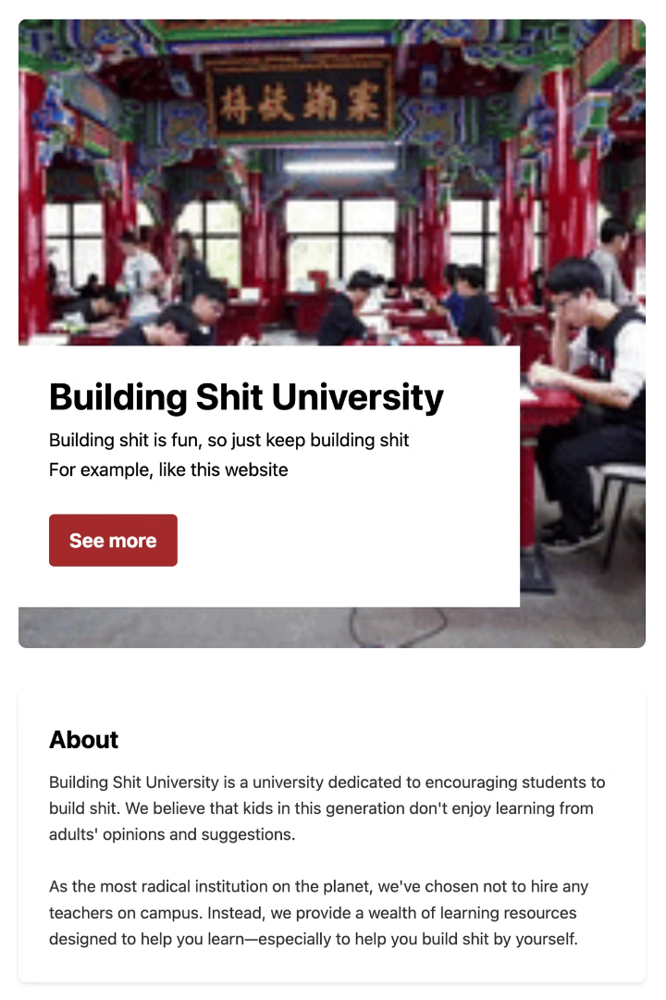 Building Shit University
Building shit is fun, so just keep building shit
For example, like this website
See more
About
Building Shit University is a university dedicated to encouraging students to
build shit. We believe that kids in this generation don't enjoy learning from
adults' opinions and suggestions.
As the most radical institution on the planet, we've chosen not to hire any
teachers on campus. Instead, we provide a wealth of learning resources
designed to help you learn—especially to help you build shit by yourself.